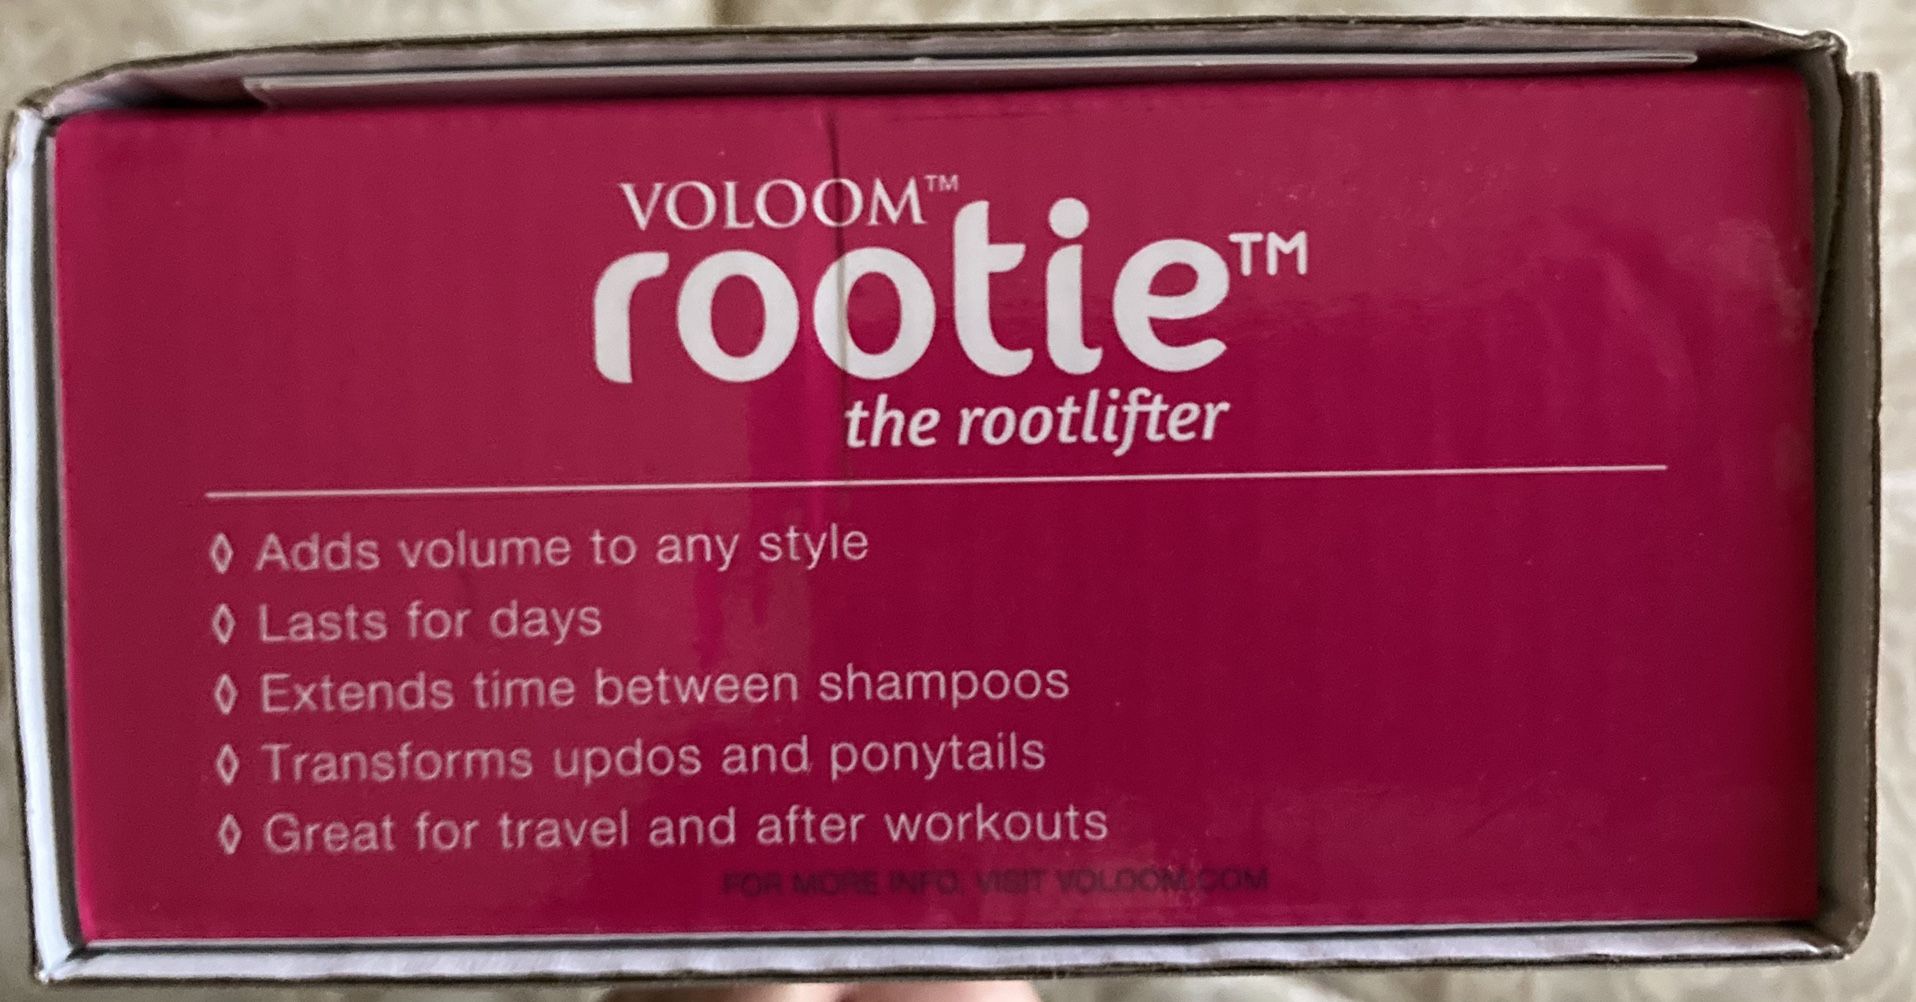 VOLOOM™
rootie™
the rootlifter
◊ Adds volume to any style
◊ Lasts for days
◊ Extends time between shampoos
◊ Transforms updos and ponytails
◊ Great for travel and after workouts
FOR MORE INFO, VISIT VOLOOM.COM